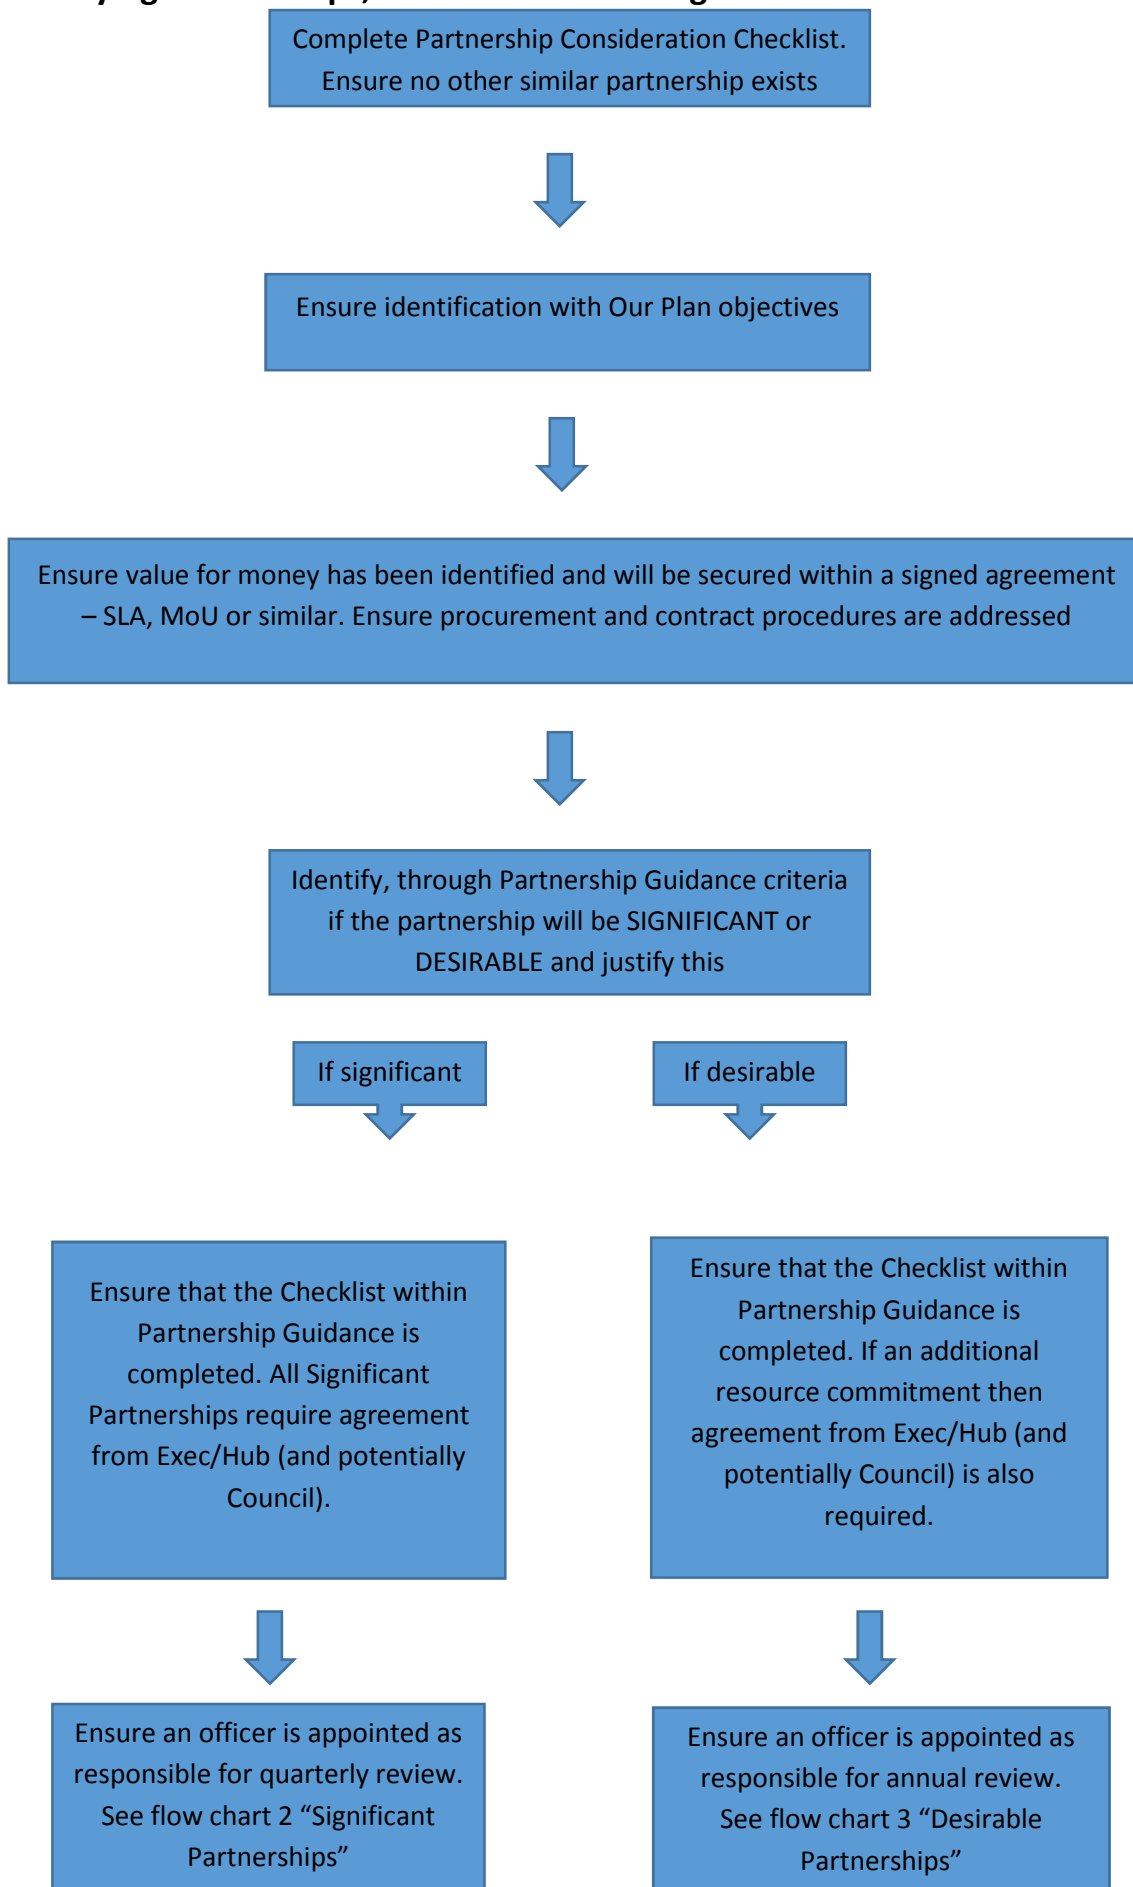 Complete Partnership Consideration Checklist.
Ensure no other similar partnership exists
Ensure identification with Our Plan objectives
Ensure value for money has been identified and will be secured within a signed agreement
– SLA, MoU or similar. Ensure procurement and contract procedures are addressed
Identify, through Partnership Guidance criteria
if the partnership will be SIGNIFICANT or
DESIRABLE and justify this
If significant
If desirable
Ensure that the Checklist within
Partnership Guidance is
completed. All Significant
Partnerships require agreement
from Exec/Hub (and potentially
Council).
Ensure that the Checklist within
Partnership Guidance is
completed. If an additional
resource commitment then
agreement from Exec/Hub (and
potentially Council) is also
required.
Ensure an officer is appointed as
responsible for quarterly review.
See flow chart 2 “Significant
Partnerships”
Ensure an officer is appointed as
responsible for annual review.
See flow chart 3 “Desirable
Partnerships”